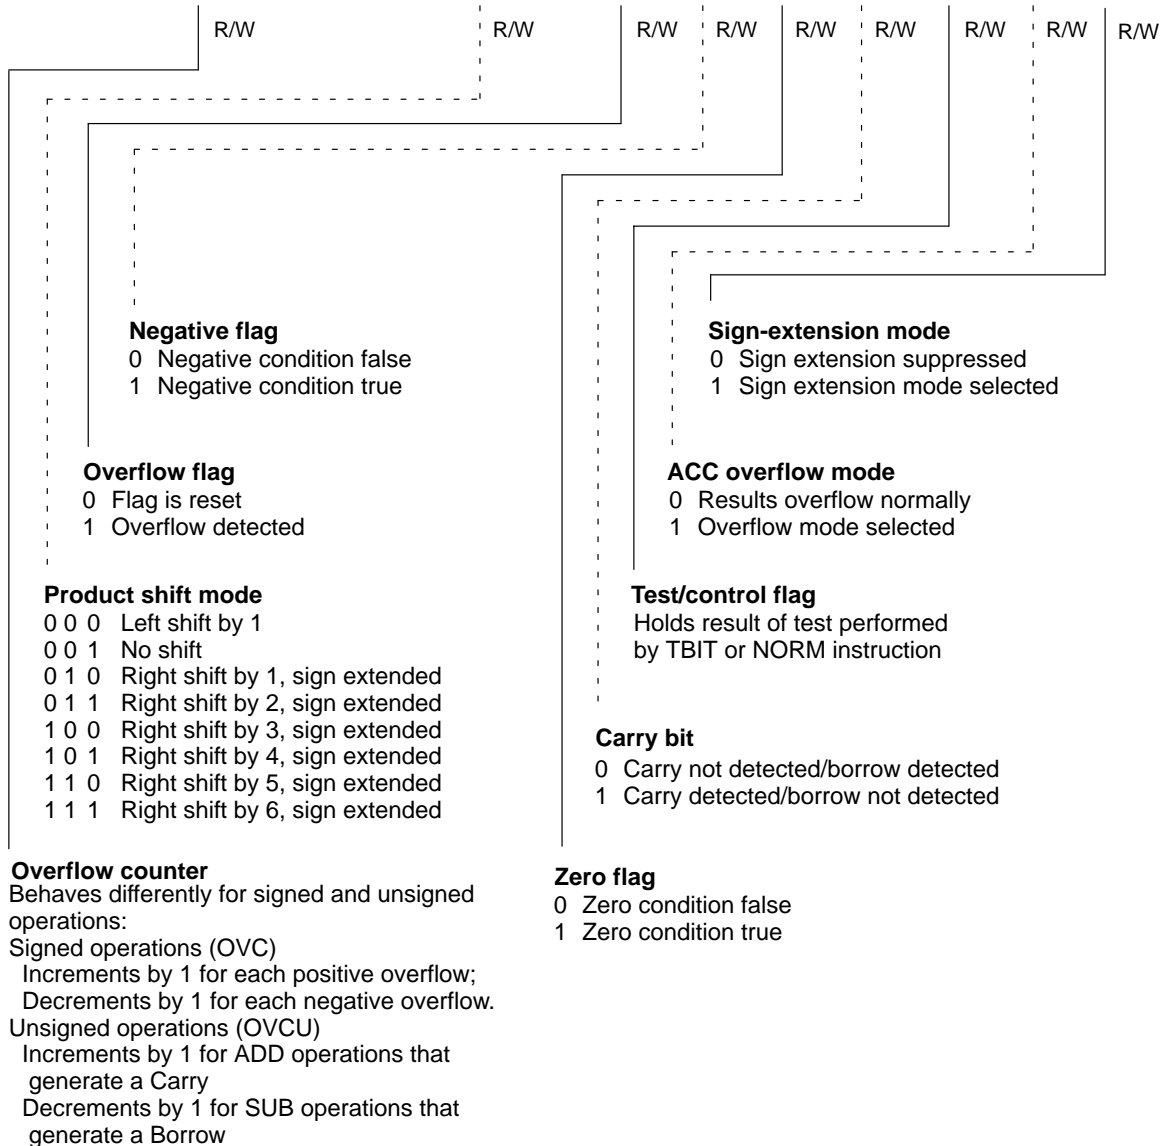 R/W R/W R/W R/W R/W R/W R/W R/W R/W
Negative flag
0 Negative condition false
1 Negative condition true
Sign-extension mode
0 Sign extension suppressed
1 Sign extension mode selected
Overflow flag
0 Flag is reset
1 Overflow detected
ACC overflow mode
0 Results overflow normally
1 Overflow mode selected
Product shift mode
0 0 0 Left shift by 1
0 0 1 No shift
0 1 0 Right shift by 1, sign extended
0 1 1 Right shift by 2, sign extended
1 0 0 Right shift by 3, sign extended
1 0 1 Right shift by 4, sign extended
1 1 0 Right shift by 5, sign extended
1 1 1 Right shift by 6, sign extended
Test/control flag
Holds result of test performed
by TBIT or NORM instruction
Carry bit
0 Carry not detected/borrow detected
1 Carry detected/borrow not detected
Overflow counter
Behaves differently for signed and unsigned
operations:
Signed operations (OVC)
Increments by 1 for each positive overflow;
Decrements by 1 for each negative overflow.
Unsigned operations (OVCU)
Increments by 1 for ADD operations that
generate a Carry
Decrements by 1 for SUB operations that
generate a Borrow
Zero flag
0 Zero condition false
1 Zero condition true